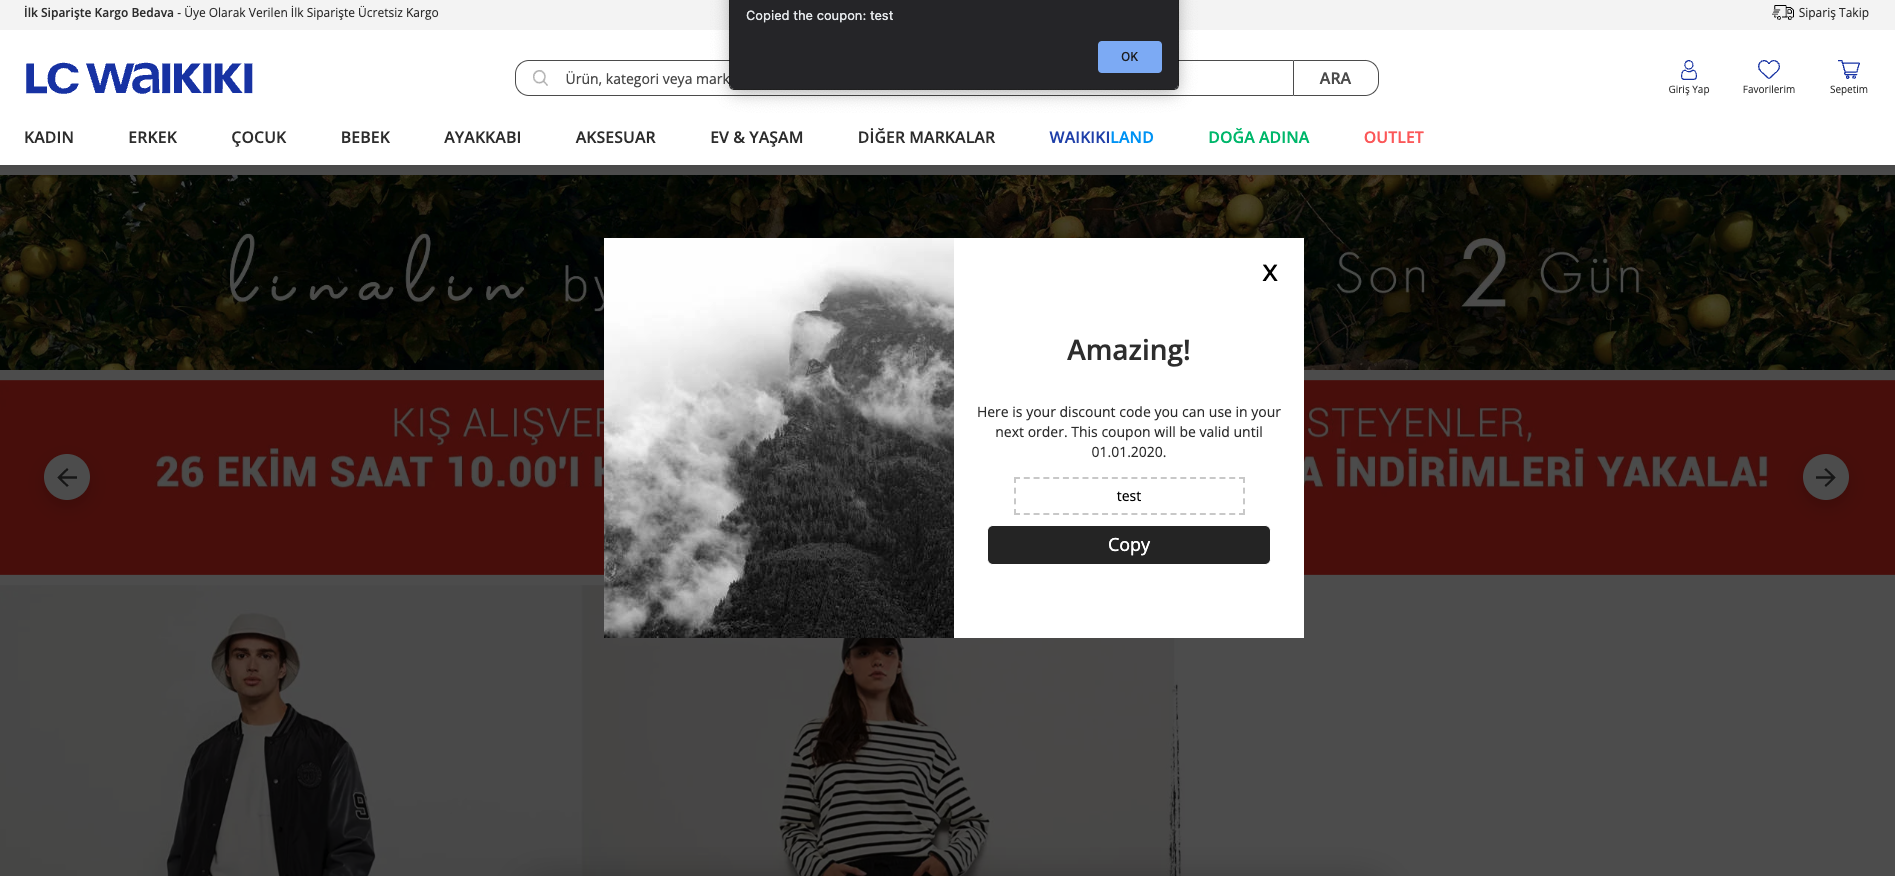 İlk Siparişte Kargo Bedava - Üye Olarak Verilen İlk Siparişte Ücretsiz Kargo
Copied the coupon: test
OK
Sipariş Takip
LC WAIKIKI
Ürün, kategori veya mark
ARA
Giriş Yap
Favorilerim
Sepetim
KADIN
ERKEK
ÇOCUK
BEBEK
AYAKKABI
AKSESUAR
EV & YAŞAM
DİĞER MARKALAR
WAIKIKILAND
DOĞA ADINA
OUTLET
linalin by
Son 2 Gün
X
Amazing!
Here is your discount code you can use in your
next order. This coupon will be valid until
01.01.2020.
test
Copy
KIŞ ALIŞVER
STEYENLER,
26 EKİM SAAT 10.00'I
İNDİRİMLERİ YAKALA!
9